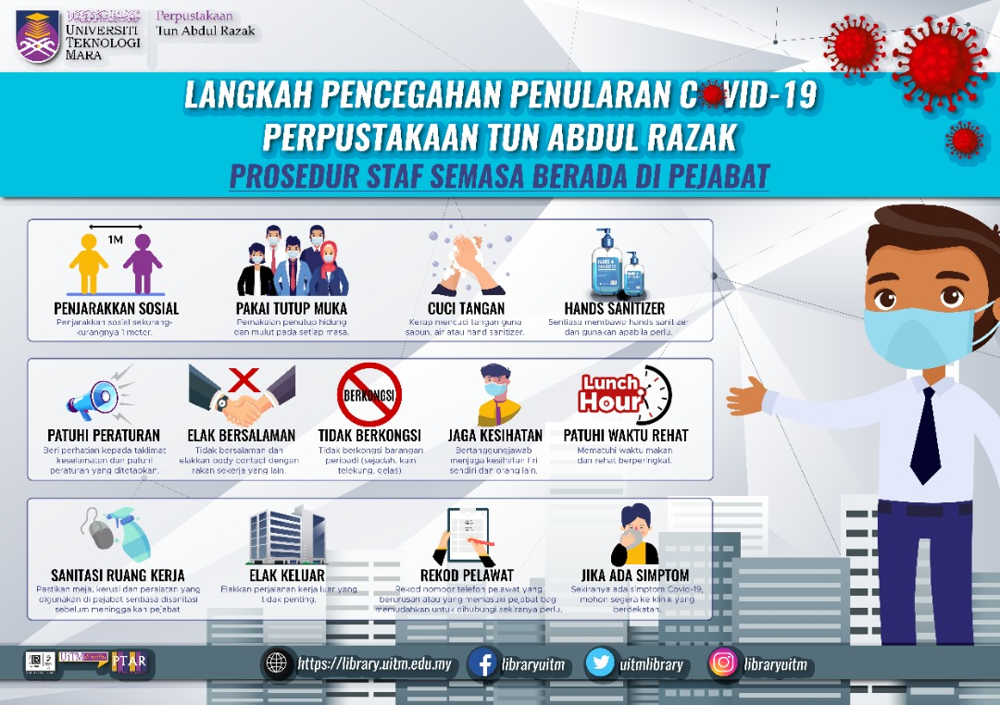 UNIVERSITI
TEKNOLOGI
MARA
Perpustakaan
Tun Abdul Razak
LANGKAH PENCEGAHAN PENULARAN COVID-19
PERPUSTAKAAN TUN ABDUL RAZAK
PROSEDUR STAF SEMASA BERADA DI PEJABAT
1M
PENJARAKKAN SOSIAL
Penjarakkan sosial sekurang-
kurangnya 1 meter.
PAKAI TUTUP MUKA
Pemakaian penutup hidung
dan mulut pada setiap masa.
CUCI TANGAN
Kerap mencuci tangan guna
sabun, air atau hand sanitizer.
HAND SANITIZER
HANDS SANITIZER
Sentiasa membawa hands sanitizer
dan gunakan apabila perlu.
PATUHI PERATURAN
Beri perhatian kepada taklimat
keselamatan dan patuhi
peraturan yang ditetapkan.
ELAK BERSALAMAN
Tidak bersalaman dan
elakkan body contact dengan
rakan sekerja yang lain.
BERKONGSI
TIDAK BERKONGSI
Tidak berkongsi barangan
peribadi (sejadah, kain
telekung, gelas).
JAGA KESIHATAN
Bertanggungjawab
menjaga kesihatan diri
sendiri dan orang lain.
Lunch
Hour
PATUHI WAKTU REHAT
Mematuhi waktu makan
dan rehat berperingkat.
SANITASI RUANG KERJA
Pastikan meja, kerusi dan peralatan yang
digunakan di pejabat sentiasa disanitasi
sebelum meninggalkan pejabat
ELAK KELUAR
Elakkan perjalanan kerja luar yang
tidak penting.
REKOD PELAWAT
Rekod nombor telefon pelawat yang
berurusan atau yang memasuki pejabat bagi
memudahkan untuk dihubungi sekiranya perlu.
JIKA ADA SIMPTOM
Sekiranya ada simptom Covid-19,
mohon segera ke klinik yang
berdekatan.
UiTM
PTAR
https://library.uitm.edu.my
libraryuitm
uitmlibrary
libraryuitm